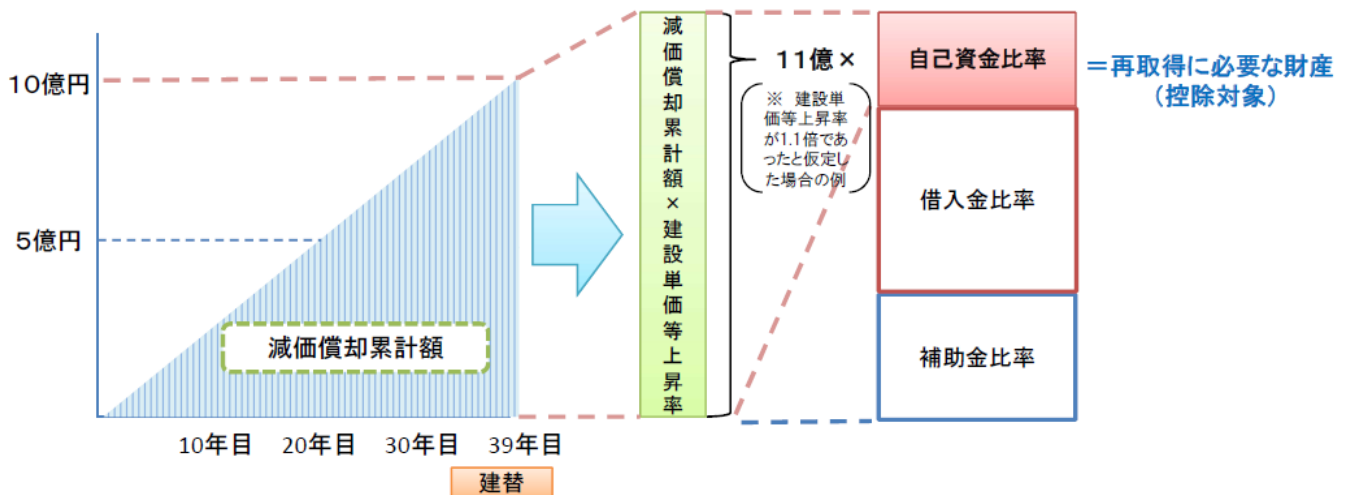 10億円
5億円
減価償却累計額
10年目
20年目
30年目
39年目
建替
減価償却累計額×建設単価等上昇率
11億×
※ 建設単
価等上昇率
が1.1倍であ
ったと仮定し
た場合の例
自己資金比率
借入金比率
補助金比率
＝再取得に必要な財産
(控除対象)